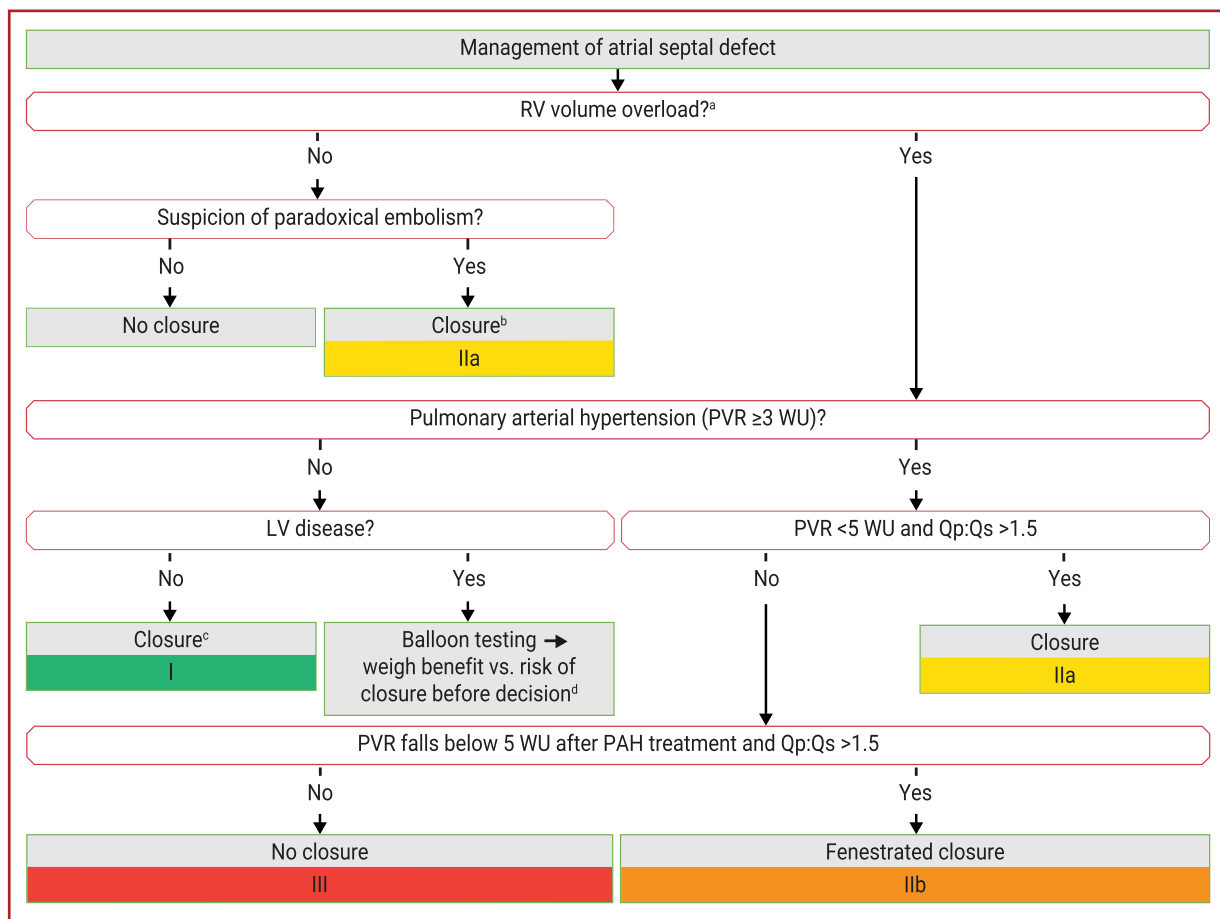 Management of atrial septal defect
RV volume overload?ᵃ
No
Yes
Suspicion of paradoxical embolism?
No
Yes
No closure
Closureᵇ
IIa
Pulmonary arterial hypertension (PVR ≥3 WU)?
No
Yes
LV disease?
PVR <5 WU and Qp:Qs >1.5
No
Yes
No
Yes
Closureᶜ
I
Balloon testing →
weigh benefit vs. risk of
closure before decisionᵈ
Closure
IIa
PVR falls below 5 WU after PAH treatment and Qp:Qs >1.5
No
Yes
No closure
III
Fenestrated closure
IIb